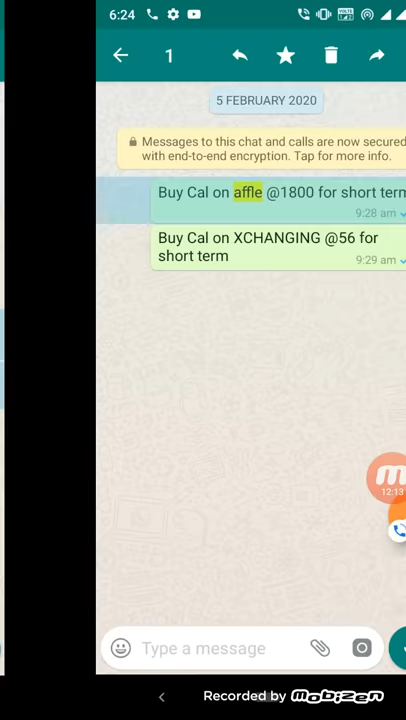 6:24
1
5 FEBRUARY 2020
Messages to this chat and calls are now secured
with end-to-end encryption. Tap for more info.
Buy Cal on affle @1800 for short term
9:28 am
Buy Cal on XCHANGING @56 for
short term
9:29 am
12:13
Type a message
Recorded by mobizen